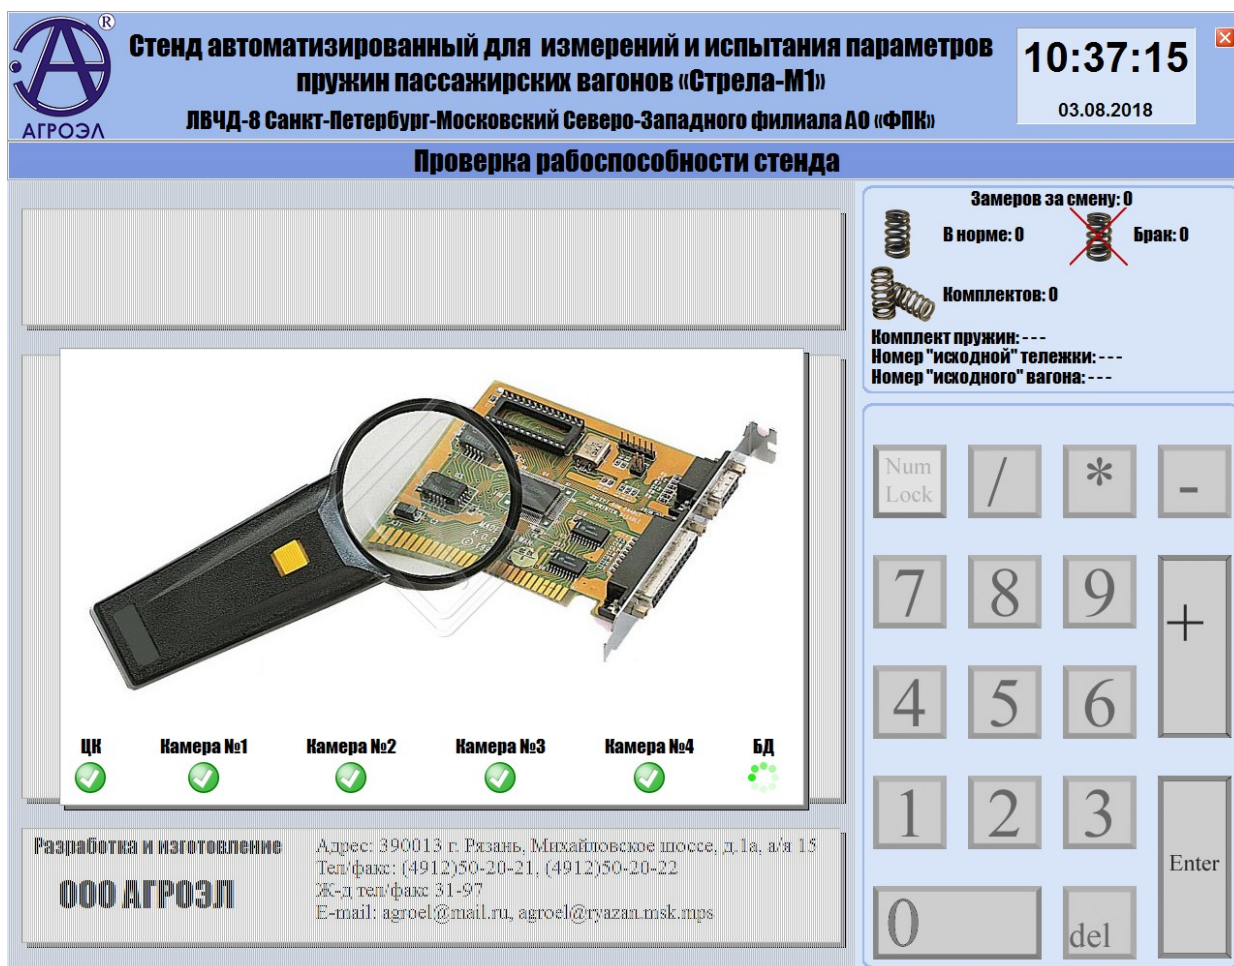 ®
АГРОЭЛ
Стенд автоматизированный для измерений и испытания параметров
пружин пассажирских вагонов «Стрела-М1»
ЛВЧД-8 Санкт-Петербург-Московский Северо-Западного филиала АО «ФПК»
10:37:15
03.08.2018
Проверка рабоспособности стенда
Замеров за смену: 0
В норме: 0
Брак: 0
Комплектов: 0
Комплект пружин: ---
Номер "исходной" тележки: ---
Номер "исходного" вагона: ---
ЦК
Камера №1
Камера №2
Камера №3
Камера №4
БД
Num
Lock
/
*
-
7
8
9
+
4
5
6
1
2
3
Enter
0
del
Разработка и изготовление
ООО АГРОЭЛ
Адрес: 390013 г. Рязань, Михайловское шоссе, д.1а, а/я 15
Тел/факс: (4912)50-20-21, (4912)50-20-22
Ж-д тел/факс 31-97
E-mail: agroel@mail.ru, agroel@ryazan.msk.mps